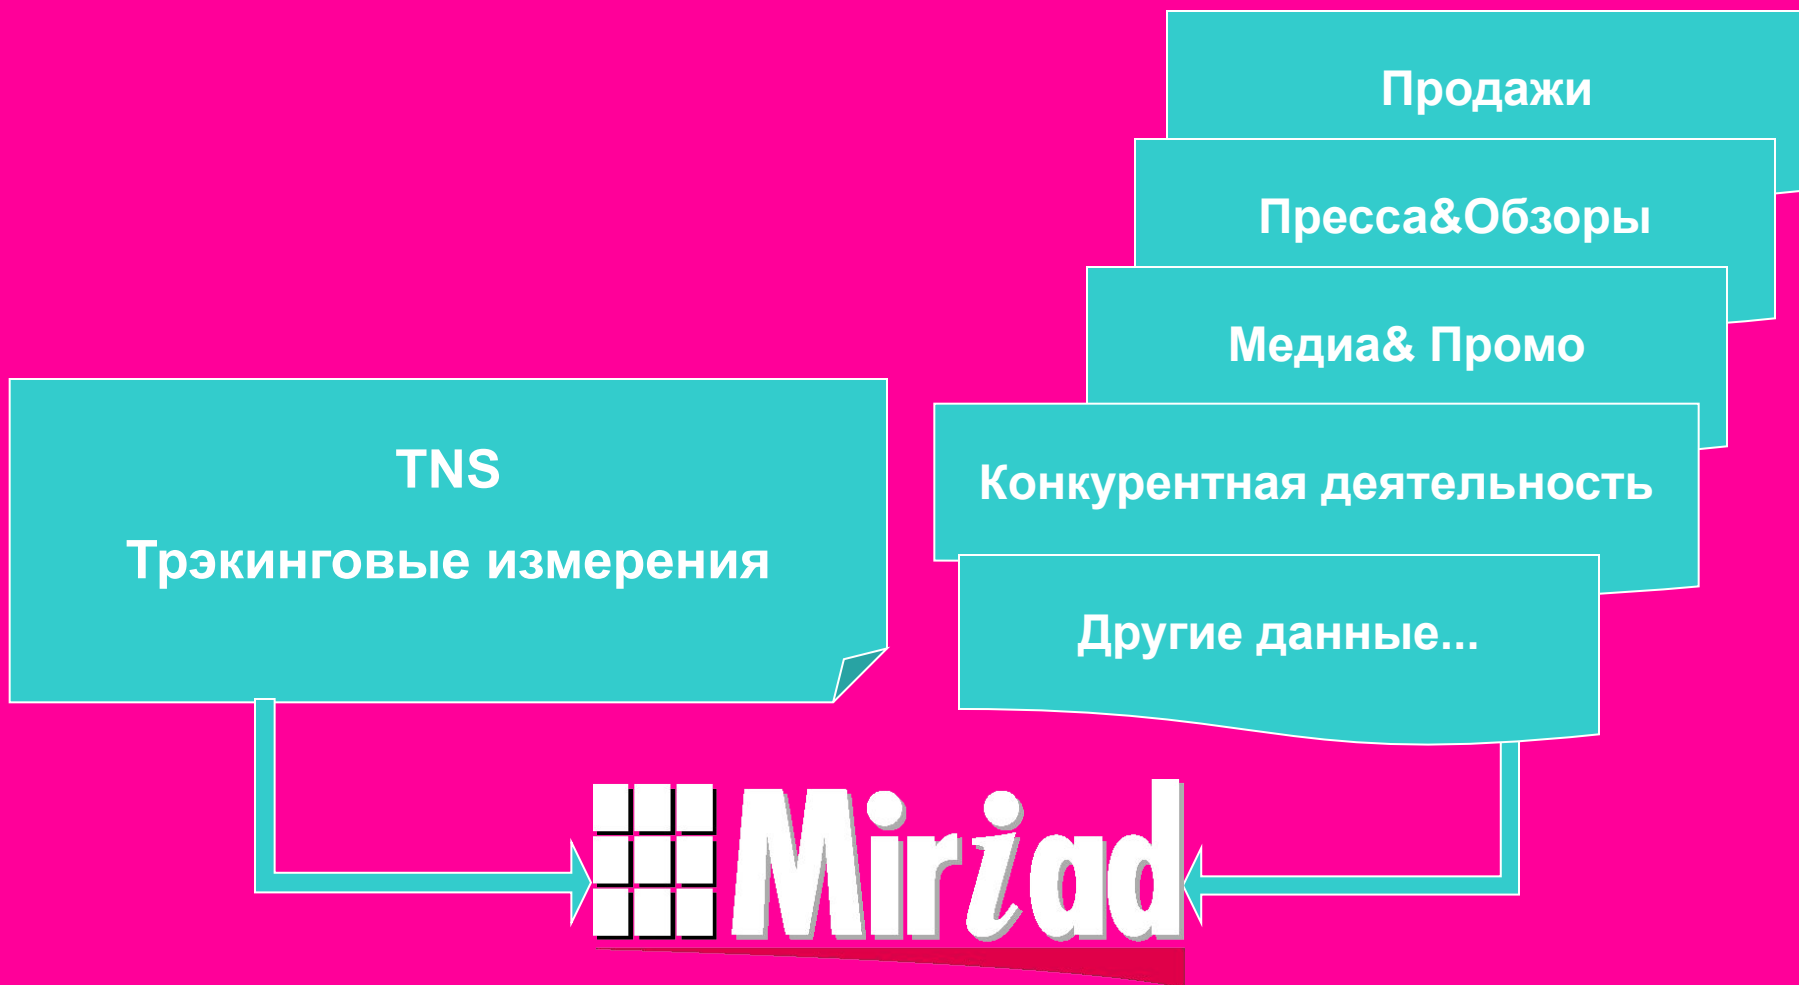 Продажи
Пресса&Обзоры
Медиа& Промо
Конкурентная деятельность
Другие данные...
TNS
Трэкинговые измерения
Miriad